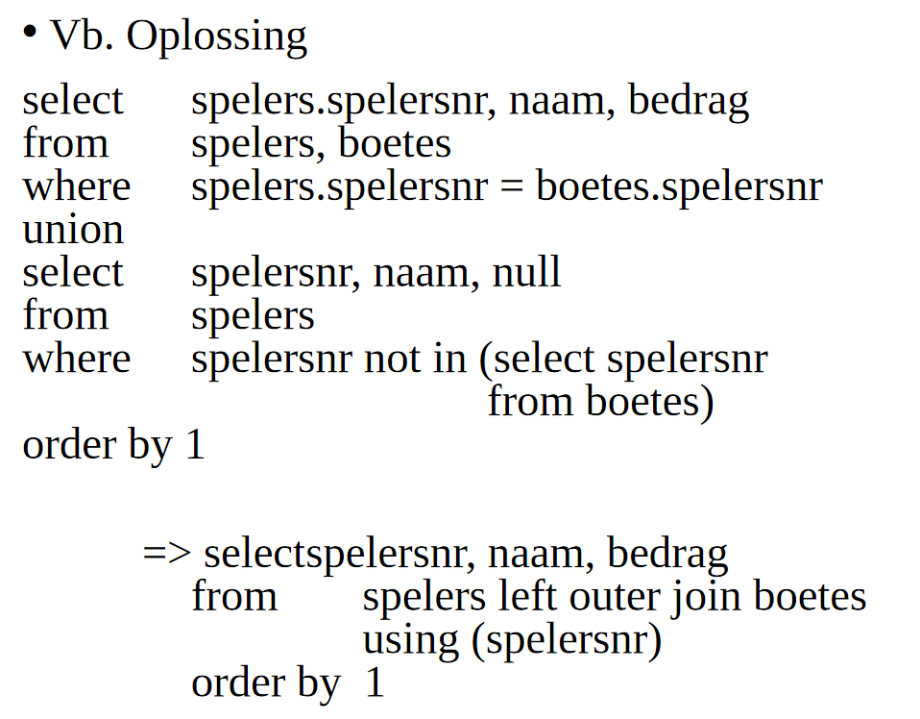 • Vb. Oplossing
select spelers.spelersnr, naam, bedrag
from spelers, boetes
where spelers.spelersnr = boetes.spelersnr
union
select spelersnr, naam, null
from spelers
where spelersnr not in (select spelersnr
from boetes)
order by 1
=> selectspelersnr, naam, bedrag
from spelers left outer join boetes
using (spelersnr)
order by 1